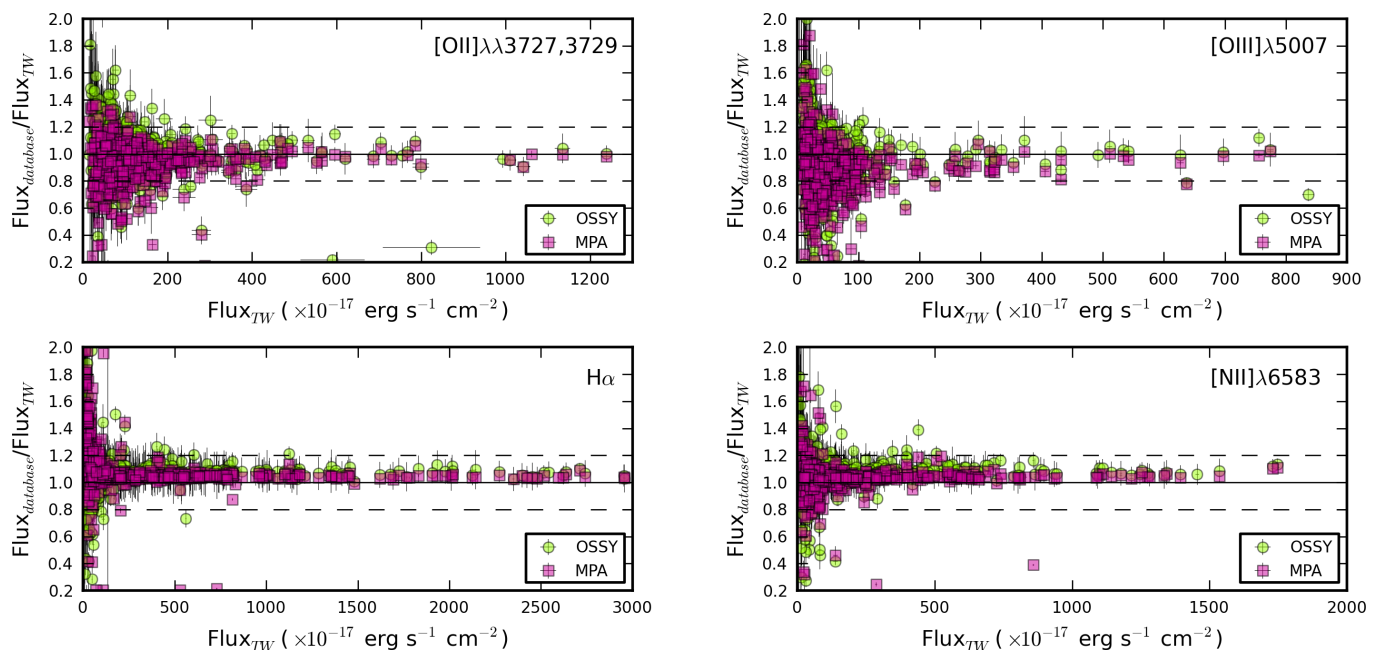 [OII]λλ3727,3729
Flux_database/Flux_TW
2.0
1.8
1.6
1.4
1.2
1.0
0.8
0.6
0.4
0.2
OSSY
MPA
0 200 400 600 800 1000 1200
Flux_TW (×10⁻¹⁷ erg s⁻¹ cm⁻²)
[OIII]λ5007
Flux_database/Flux_TW
2.0
1.8
1.6
1.4
1.2
1.0
0.8
0.6
0.4
0.2
OSSY
MPA
0 100 200 300 400 500 600 700 800 900
Flux_TW (×10⁻¹⁷ erg s⁻¹ cm⁻²)
Hα
Flux_database/Flux_TW
2.0
1.8
1.6
1.4
1.2
1.0
0.8
0.6
0.4
0.2
OSSY
MPA
0 500 1000 1500 2000 2500 3000
Flux_TW (×10⁻¹⁷ erg s⁻¹ cm⁻²)
[NII]λ6583
Flux_database/Flux_TW
2.0
1.8
1.6
1.4
1.2
1.0
0.8
0.6
0.4
0.2
OSSY
MPA
0 500 1000 1500 2000
Flux_TW (×10⁻¹⁷ erg s⁻¹ cm⁻²)